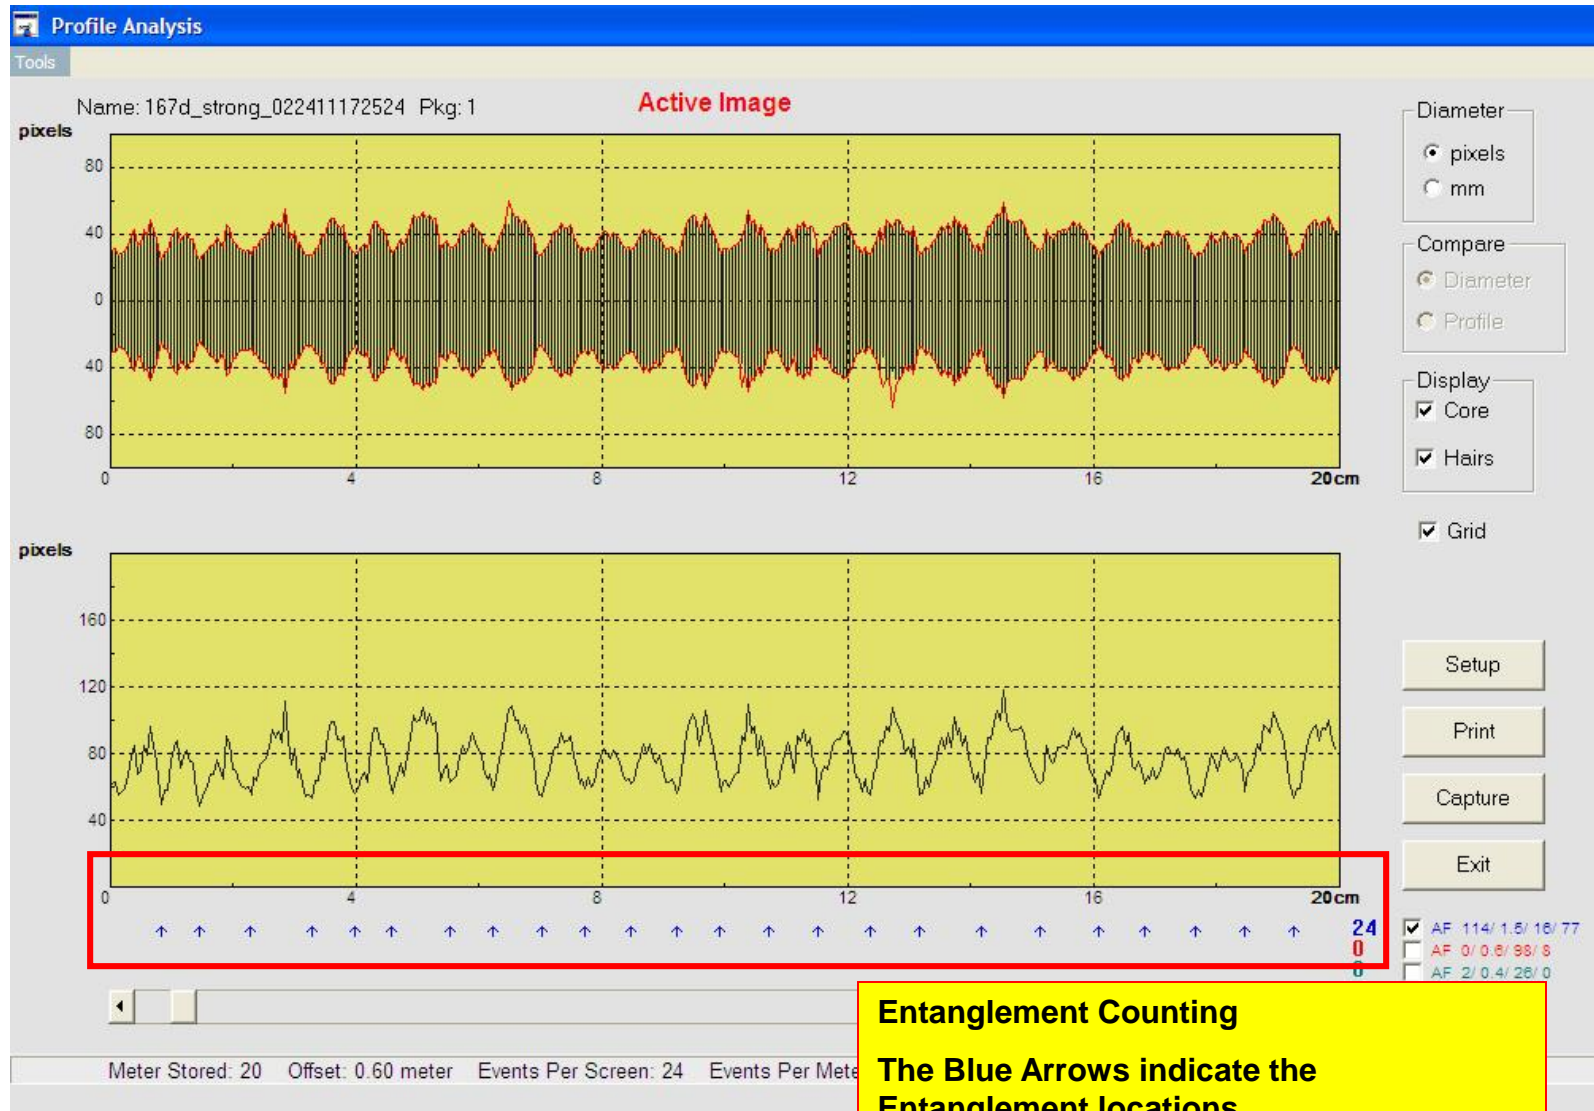 Profile Analysis
Tools
Name: 167d_strong_022411172524 Pkg: 1
Active Image
pixels
80
40
0
40
80
0 4 8 12 16 20cm
pixels
160
120
80
40
0 4 8 12 16 20cm
24
0
0
Diameter
pixels
mm
Compare
Diameter
Profile
Display
Core
Hairs
Grid
Setup
Print
Capture
Exit
AF 114/ 1.5/ 16/ 77
AF 0/ 0.6/ 98/ 8
AF 2/ 0.4/ 26/ 0
Meter Stored: 20 Offset: 0.60 meter Events Per Screen: 24 Events Per Mete
Entanglement Counting
The Blue Arrows indicate the
Entanglement locations